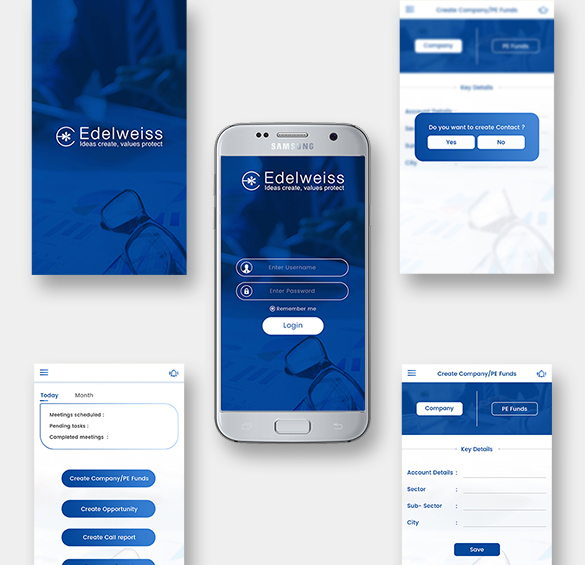 Edelweiss
Ideas create, values protect
SAMSUNG
Edelweiss
Ideas create, values protect
Enter Username
Enter Password
Remember me
Login
Create Company/PE Funds
Company
PE Funds
Key Details
Account Details :
City
Do you want to create Contact ?
Yes
No
Today
Month
Meetings scheduled :
Pending tasks :
Completed meetings :
Create Company/PE Funds
Create Opportunity
Create Call report
Create Company/PE Funds
Company
PE Funds
Key Details
Account Details :
Sector :
Sub- Sector :
City :
Save